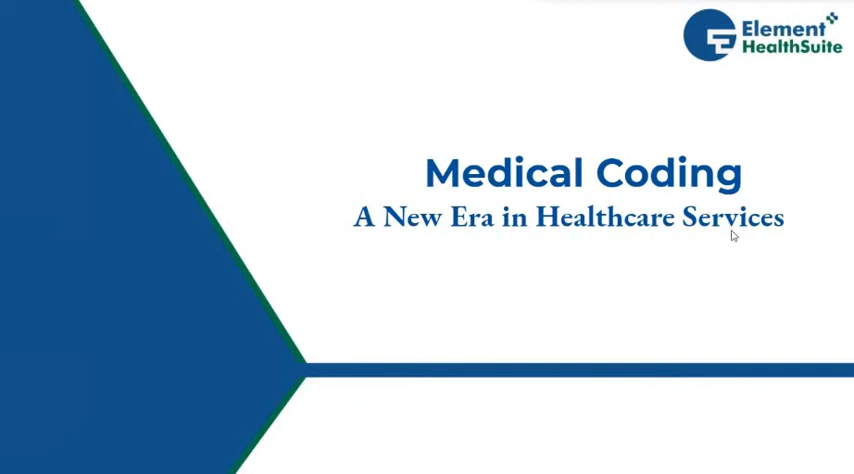 Element
HealthSuite
Medical Coding
A New Era in Healthcare Services